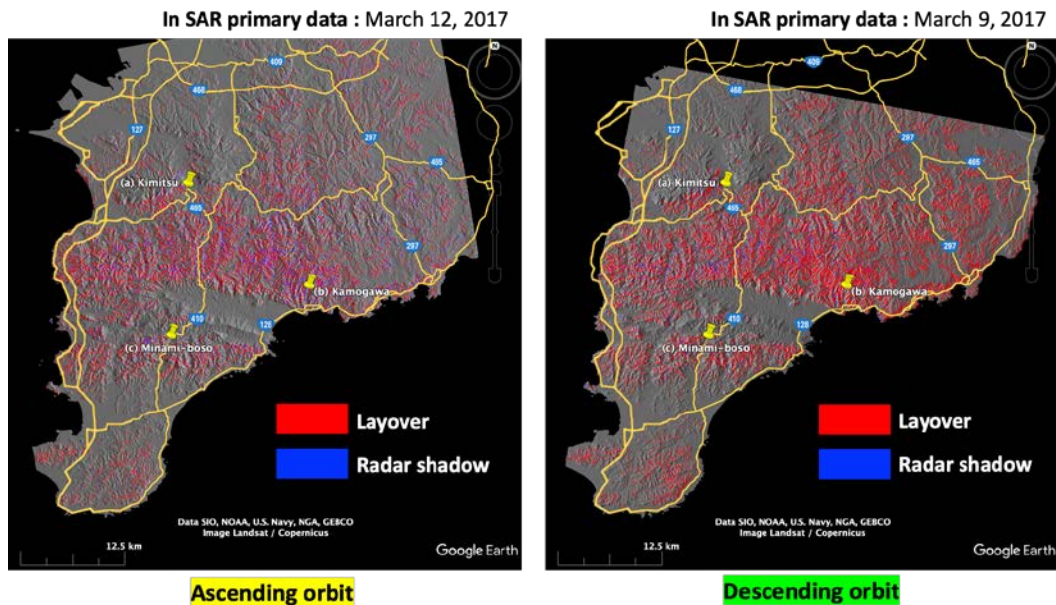 In SAR primary data : March 12, 2017
N
409
468
127
297
465
(a) Kimitsu
465
297
(b) Kamogawa
410
128
(c) Minami-boso
Layover
Radar shadow
Data SIO, NOAA, U.S. Navy, NGA, GEBCO
Image Landsat / Copernicus
12.5 km
Google Earth
Ascending orbit
In SAR primary data : March 9, 2017
N
409
468
127
297
465
(a) Kimitsu
465
297
(b) Kamogawa
410
128
(c) Minami-boso
Layover
Radar shadow
Data SIO, NOAA, U.S. Navy, NGA, GEBCO
Image Landsat / Copernicus
12.5 km
Google Earth
Descending orbit